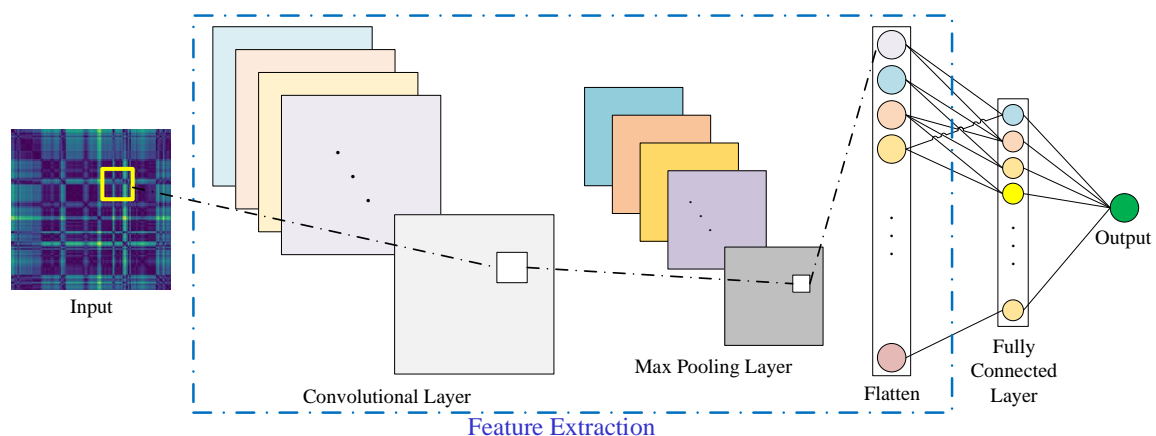 Input
Convolutional Layer
Max Pooling Layer
Flatten
Fully
Connected
Layer
Output
Feature Extraction